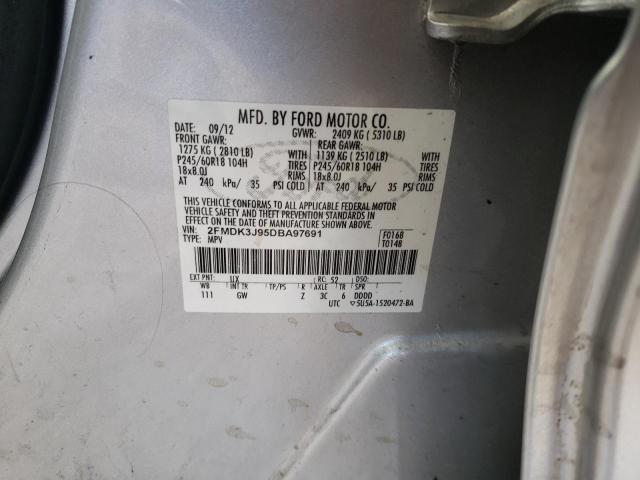 MFD. BY FORD MOTOR CO.
DATE: 09/12 GVWR: 2409 KG ( 5310 LB)
FRONT GAWR: REAR GAWR:
1275 KG ( 2810 LB) WITH 1139 KG ( 2510 LB) WITH
P245/60R18 104H TIRES P245/60R18 104H TIRES
18x8.0J RIMS 18x8.0J RIMS
AT 240 kPa/ 35 PSI COLD AT 240 kPa/ 35 PSI COLD
THIS VEHICLE CONFORMS TO ALL APPLICABLE FEDERAL MOTOR
VEHICLE SAFETY AND THEFT PREVENTION STANDARDS IN
EFFECT ON THE DATE OF MANUFACTURE SHOWN ABOVE.
VIN: 2FMDK3J95DBA97691 F0168
TYPE: MPV T0148
EXT PNT: UX RC: 52 DSO:
WB INT TR TP/PS R AXLE TR SPR
111 GW Z 3C 6 DDDD
UTC ▽5U5A-1520472-BA